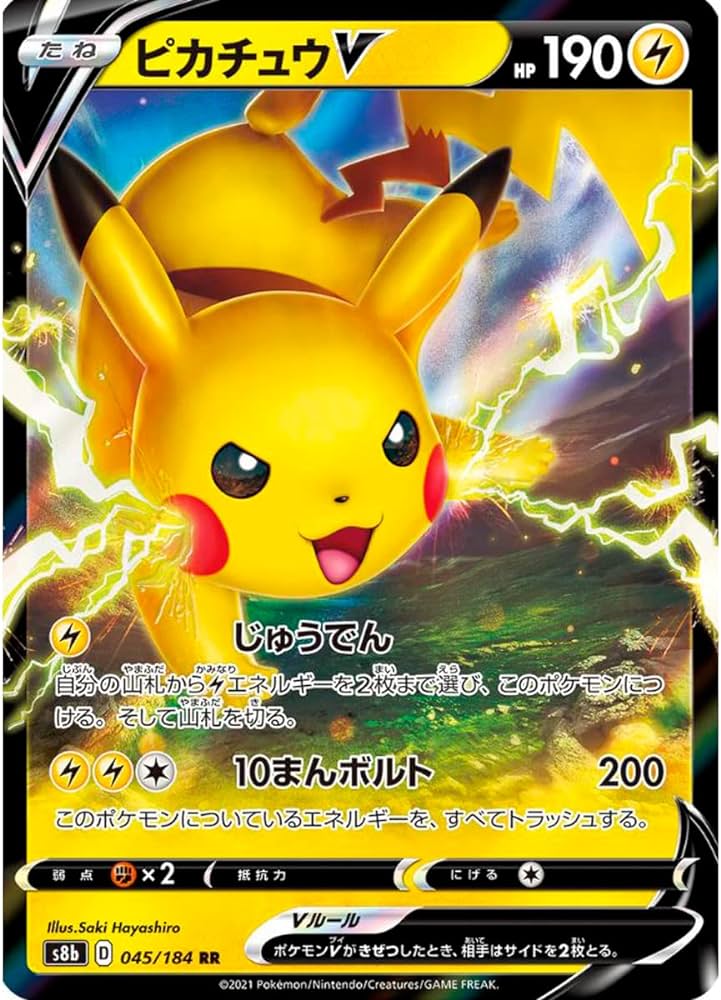 たね ピカチュウV HP 190
じゅうでん
自分の山札からエネルギーを2枚まで選び、このポケモンにつ
ける。そして山札を切る。
10まんボルト 200
このポケモンについているエネルギーを、すべてトラッシュする。
弱点 ×2 抵抗力 にげる
Illus.Saki Hayashiro
Vルール
ポケモンVがきぜつしたとき、相手はサイドを2枚とる。
s8b D 045/184 RR
©2021 Pokémon/Nintendo/Creatures/GAME FREAK.